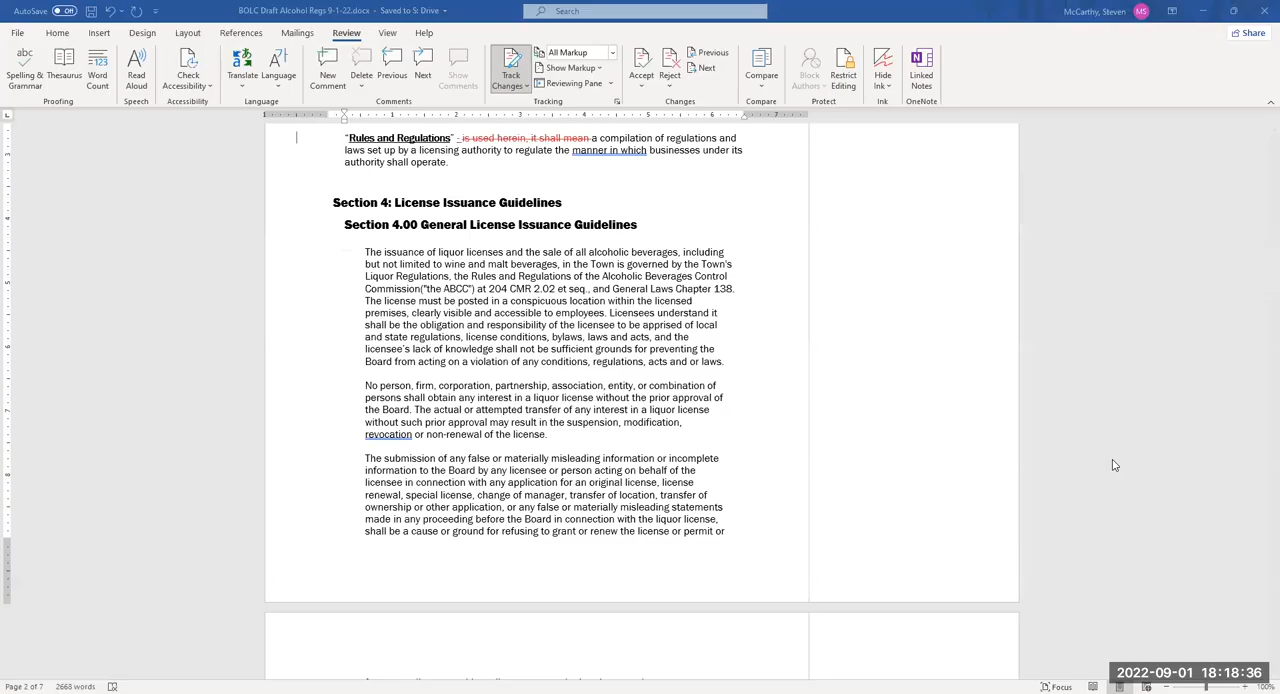 AutoSave Off BOLC Draft Alcohol Regs 9-1-22.docx - Saved to S: Drive Search McCarthy, Steven MS
File Home Insert Design Layout References Mailings Review View Help Share
Spelling & Grammar Thesaurus Word Count Read Aloud Check Accessibility Translate Language New Comment Delete Previous Next Show Comments Track Changes All Markup Show Markup Reviewing Pane Accept Reject Previous Next Compare Block Authors Restrict Editing Hide Ink Linked Notes
Proofing Speech Accessibility Language Comments Tracking Changes Compare Protect Ink OneNote
“Rules and Regulations” - is used herein, it shall mean a compilation of regulations and
laws set up by a licensing authority to regulate the manner in which businesses under its
authority shall operate.
Section 4: License Issuance Guidelines
Section 4.00 General License Issuance Guidelines
The issuance of liquor licenses and the sale of all alcoholic beverages, including
but not limited to wine and malt beverages, in the Town is governed by the Town's
Liquor Regulations, the Rules and Regulations of the Alcoholic Beverages Control
Commission("the ABCC") at 204 CMR 2.02 et seq., and General Laws Chapter 138.
The license must be posted in a conspicuous location within the licensed
premises, clearly visible and accessible to employees. Licensees understand it
shall be the obligation and responsibility of the licensee to be apprised of local
and state regulations, license conditions, bylaws, laws and acts, and the
licensee's lack of knowledge shall not be sufficient grounds for preventing the
Board from acting on a violation of any conditions, regulations, acts and or laws.
No person, firm, corporation, partnership, association, entity, or combination of
persons shall obtain any interest in a liquor license without the prior approval of
the Board. The actual or attempted transfer of any interest in a liquor license
without such prior approval may result in the suspension, modification,
revocation or non-renewal of the license.
The submission of any false or materially misleading information or incomplete
information to the Board by any licensee or person acting on behalf of the
licensee in connection with any application for an original license, license
renewal, special license, change of manager, transfer of location, transfer of
ownership or other application, or any false or materially misleading statements
made in any proceeding before the Board in connection with the liquor license,
shall be a cause or ground for refusing to grant or renew the license or permit or
2022-09-01 18:18:36
Page 2 of 7 2668 words Focus 100%